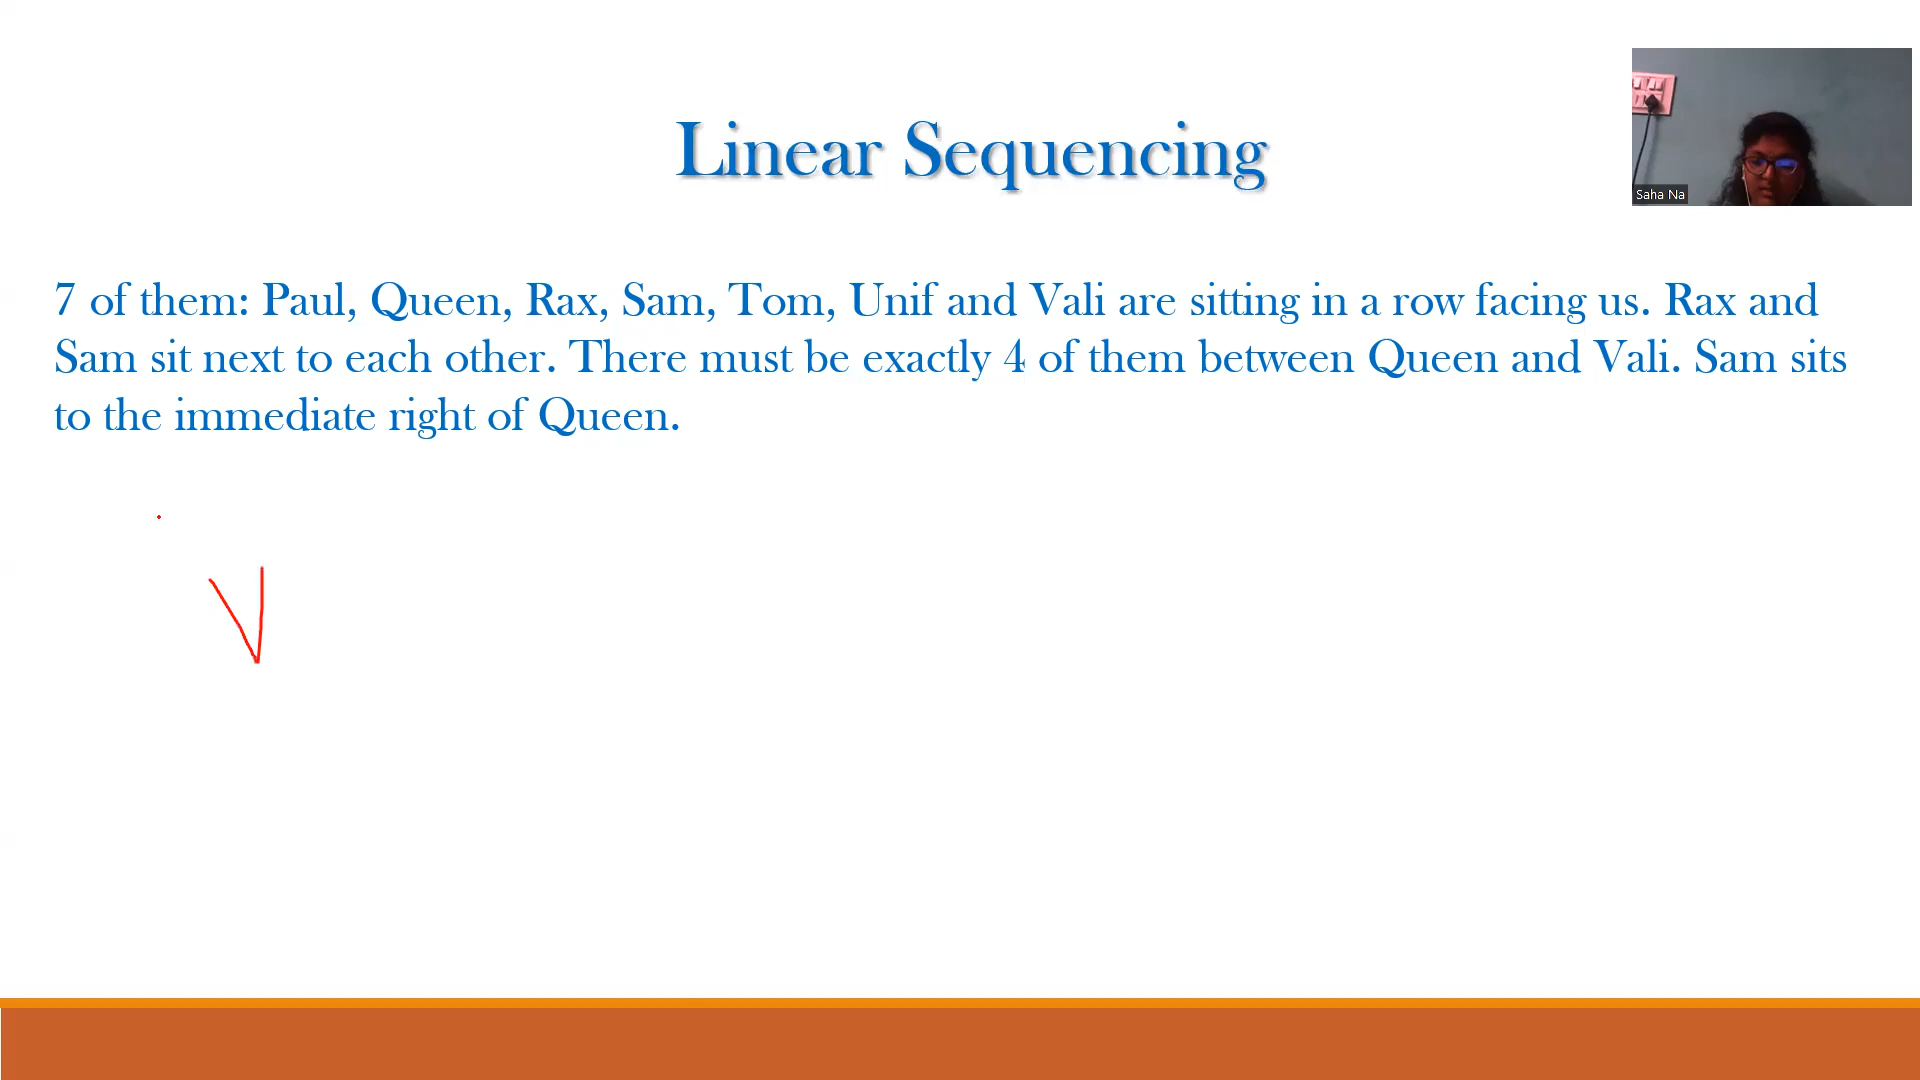 Linear Sequencing
Saha Na
7 of them: Paul, Queen, Rax, Sam, Tom, Unif and Vali are sitting in a row facing us. Rax and
Sam sit next to each other. There must be exactly 4 of them between Queen and Vali. Sam sits
to the immediate right of Queen.
V